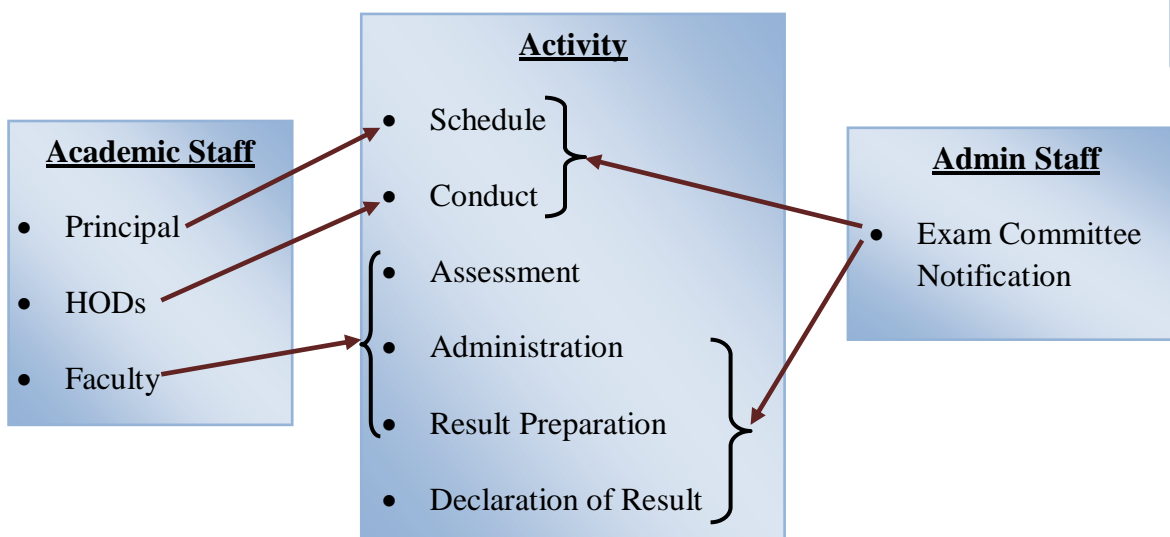 Academic Staff
• Principal
• HODs
• Faculty
Activity
• Schedule
• Conduct
• Assessment
• Administration
• Result Preparation
• Declaration of Result
Admin Staff
• Exam Committee
Notification